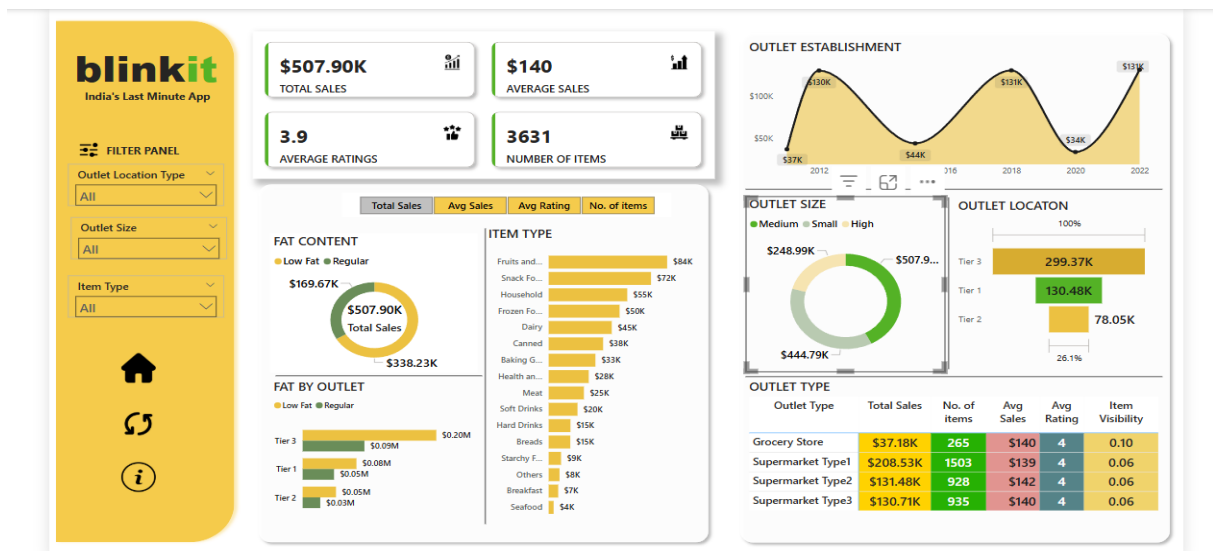 blinkit
India's Last Minute App
FILTER PANEL
Outlet Location Type
All
Outlet Size
All
Item Type
All
$507.90K
TOTAL SALES
$140
AVERAGE SALES
3.9
AVERAGE RATINGS
3631
NUMBER OF ITEMS
Total Sales Avg Sales Avg Rating No. of items
FAT CONTENT
Low Fat Regular
$169.67K
$507.90K
Total Sales
$338.23K
FAT BY OUTLET
Low Fat Regular
Tier 3 $0.20M
$0.09M
Tier 1 $0.08M
$0.05M
Tier 2 $0.05M
$0.03M
ITEM TYPE
Fruits and... $84K
Snack Fo... $72K
Household $55K
Frozen Fo... $50K
Dairy $45K
Canned $38K
Baking G... $33K
Health an... $28K
Meat $25K
Soft Drinks $20K
Hard Drinks $15K
Breads $15K
Starchy F... $9K
Others $8K
Breakfast $7K
Seafood $4K
OUTLET ESTABLISHMENT
$131K
$130K $131K
$100K
$50K
$34K
$44K
$37K
2012 016 2018 2020 2022
OUTLET SIZE
Medium Small High
$248.99K
$507.9...
$444.79K
OUTLET LOCATON
100%
Tier 3 299.37K
Tier 1 130.48K
Tier 2 78.05K
26.1%
OUTLET TYPE
Outlet Type Total Sales No. of items Avg Sales Avg Rating Item Visibility
Grocery Store $37.18K 265 $140 4 0.10
Supermarket Type1 $208.53K 1503 $139 4 0.06
Supermarket Type2 $131.48K 928 $142 4 0.06
Supermarket Type3 $130.71K 935 $140 4 0.06